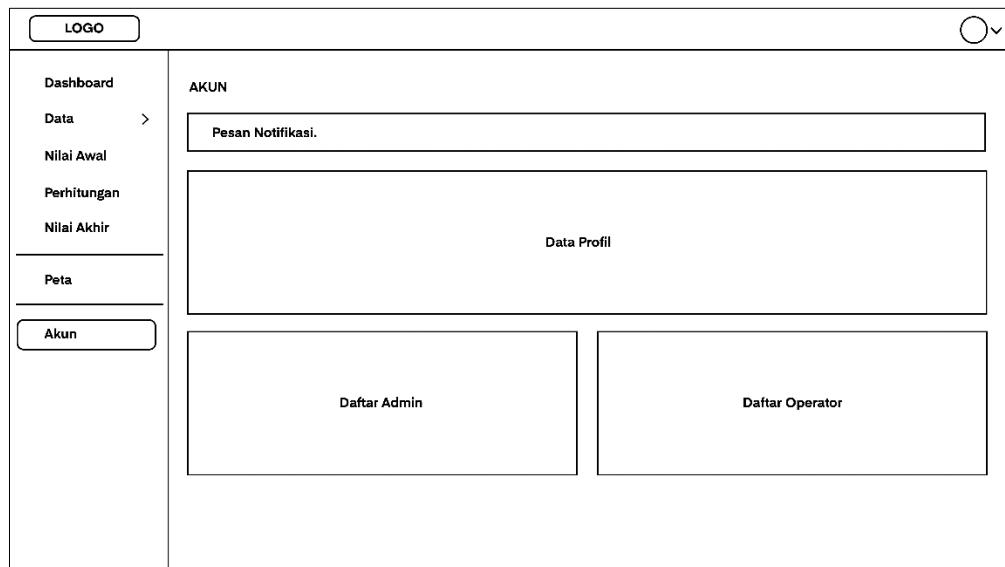 LOGO
Dashboard
Data
Nilai Awal
Perhitungan
Nilai Akhir
Peta
Akun
AKUN
Pesan Notifikasi.
Data Profil
Daftar Admin
Daftar Operator